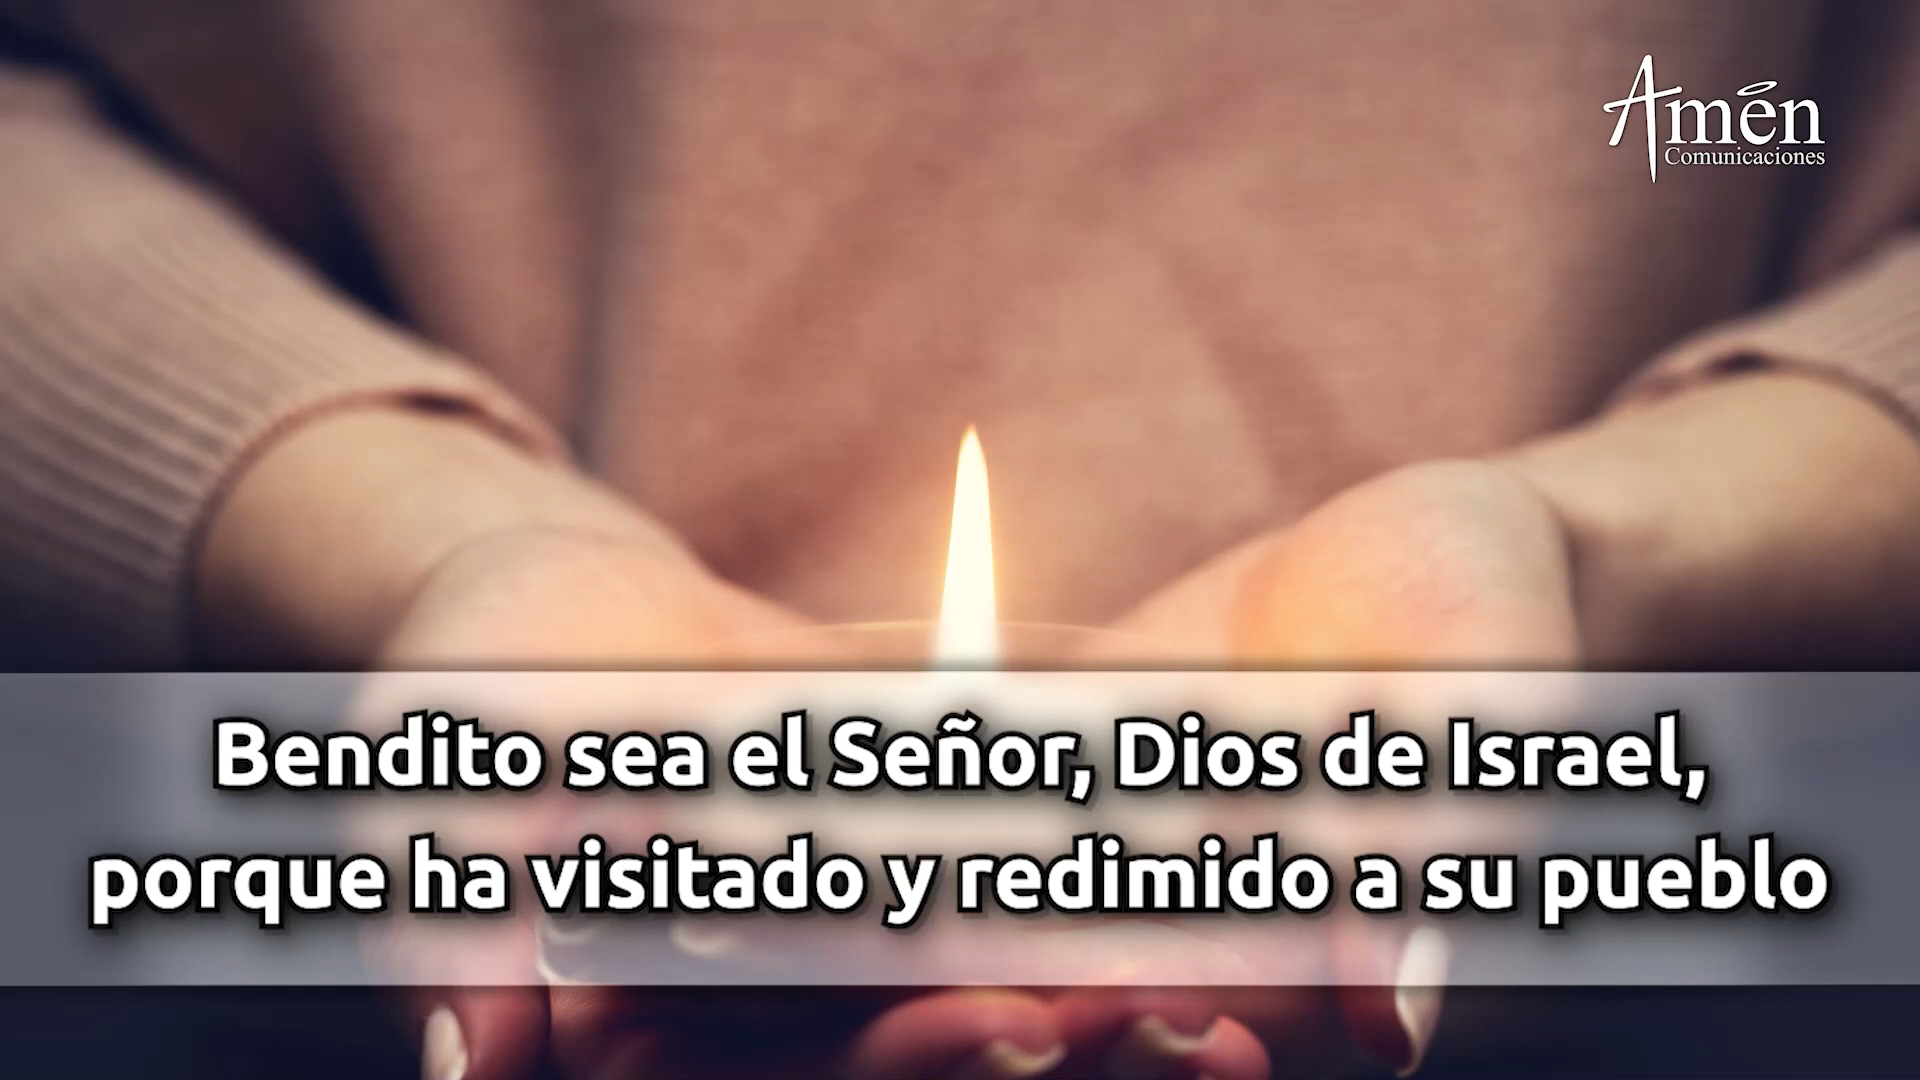 Amén
Comunicaciones
Bendito sea el Señor, Dios de Israel,
porque ha visitado y redimido a su pueblo